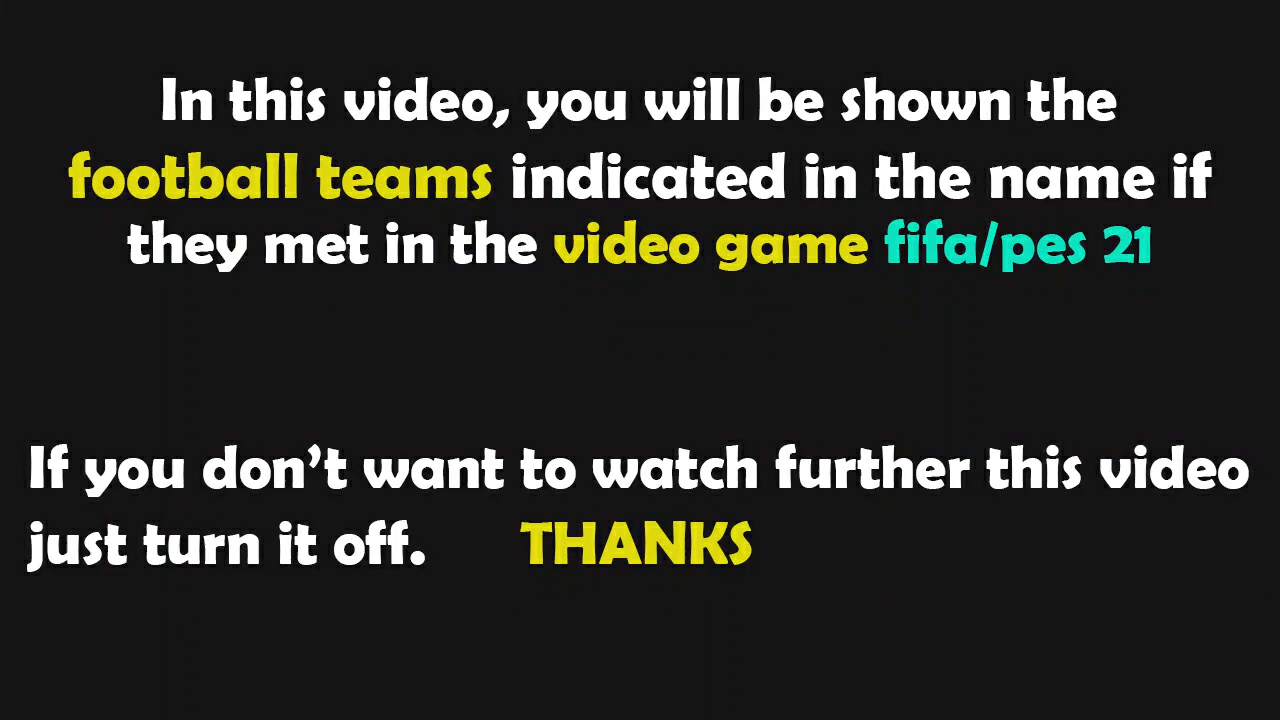 In this video, you will be shown the
football teams indicated in the name if
they met in the video game fifa/pes 21
If you don't want to watch further this video
just turn it off. THANKS